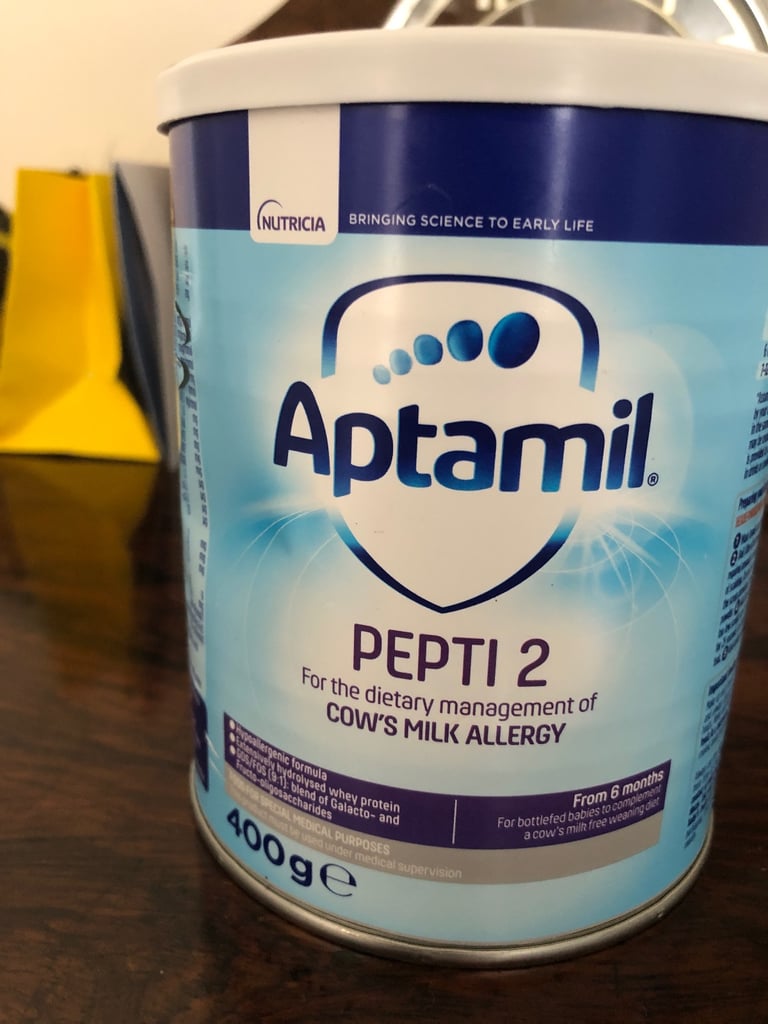 NUTRICIA
BRINGING SCIENCE TO EARLY LIFE
Aptamil®
PEPTI 2
For the dietary management of
COW'S MILK ALLERGY
• Hypoallergenic formula
• Extensively hydrolysed whey protein
• GOS/FOS (9:1): blend of Galacto- and
Fructo-oligosaccharides
From 6 months
For bottlefed babies to complement
a cow's milk free weaning diet
FOOD FOR SPECIAL MEDICAL PURPOSES
product must be used under medical supervision
400g℮